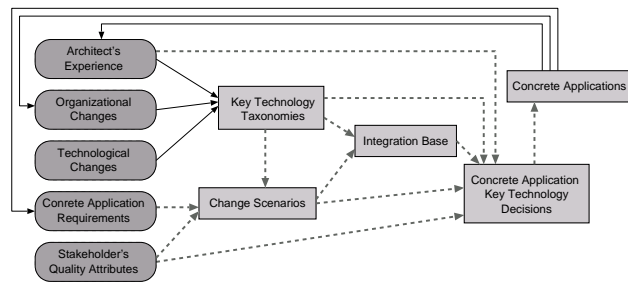 Architect's
Experience
Organizational
Changes
Technological
Changes
Conrete Application
Requirements
Stakeholder's
Quality Attributes
Key Technology
Taxonomies
Change Scenarios
Integration Base
Concrete Applications
Concrete Application
Key Technology
Decisions